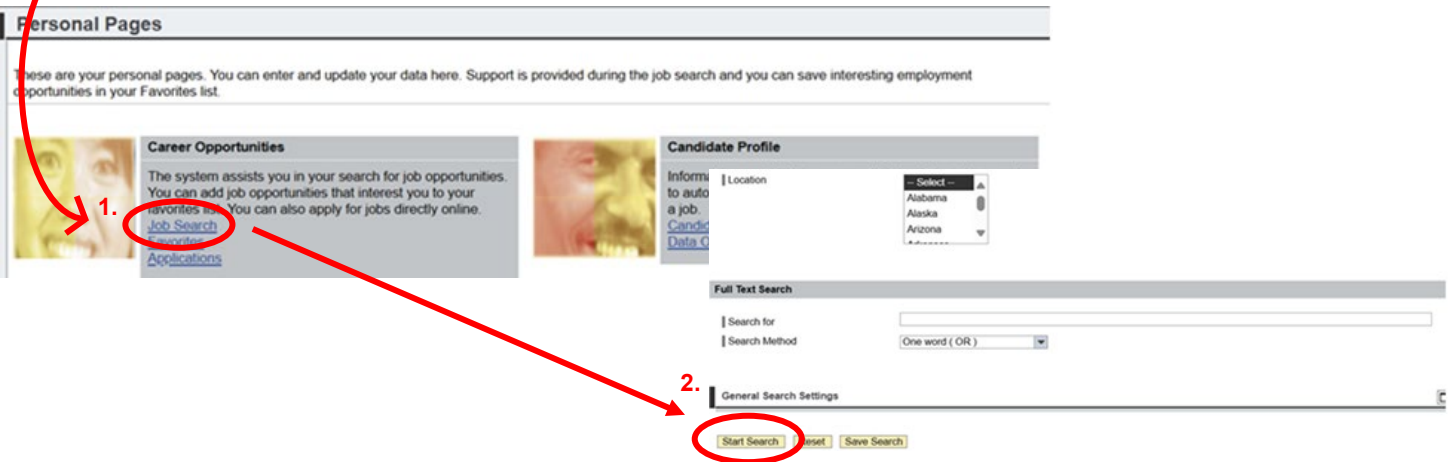 Personal Pages
These are your personal pages. You can enter and update your data here. Support is provided during the job search and you can save interesting employment
opportunities in your Favorites list.
Career Opportunities
The system assists you in your search for job opportunities.
You can add job opportunities that interest you to your
favorites list. You can also apply for jobs directly online.
1.
Job Search
Favorites
Applications
Candidate Profile
to auto
a job.
Data
Location
-- Select --
Alabama
Alaska
Arizona
Full Text Search
Search for
Search Method
One word ( OR )
2.
General Search Settings
Start Search
Reset
Save Search